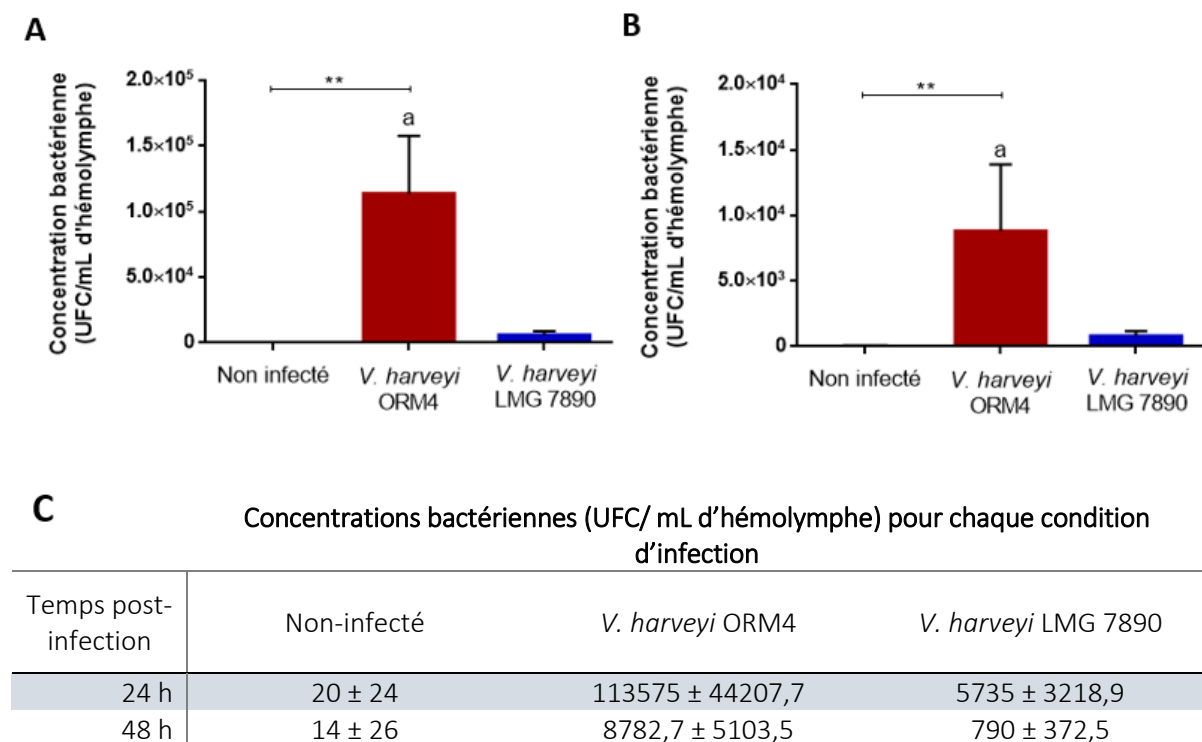 A
Concentration bactérienne
(UFC/mL d'hémolymphe)
2.0×10⁵
1.5×10⁵
1.0×10⁵
5.0×10⁴
0
**
a
Non infecté
V. harveyi
ORM4
V. harveyi
LMG 7890
B
Concentration bactérienne
(UFC/mL d'hémolymphe)
2.0×10⁴
1.5×10⁴
1.0×10⁴
5.0×10³
0
**
a
Non infecté
V. harveyi
ORM4
V. harveyi
LMG 7890
C
Concentrations bactériennes (UFC/ mL d’hémolymphe) pour chaque condition
d’infection
Temps post-
infection
Non-infecté
V. harveyi ORM4
V. harveyi LMG 7890
24 h 20 ± 24 113575 ± 44207,7 5735 ± 3218,9
48 h 14 ± 26 8782,7 ± 5103,5 790 ± 372,5